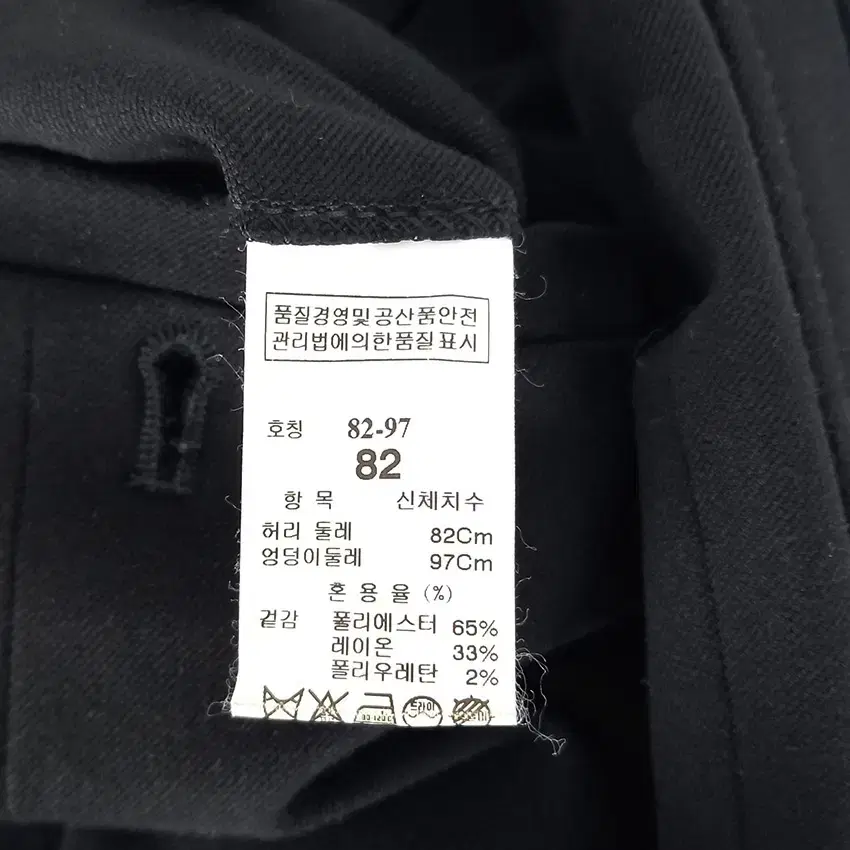 품질경영및공산품안전
관리법에의한품질표시
호칭 82-97
82
항 목 신체치수
허리 둘레 82Cm
엉덩이둘레 97Cm
혼 용 율 (%)
겉감 폴리에스터 65%
레이온 33%
폴리우레탄 2%
드라이